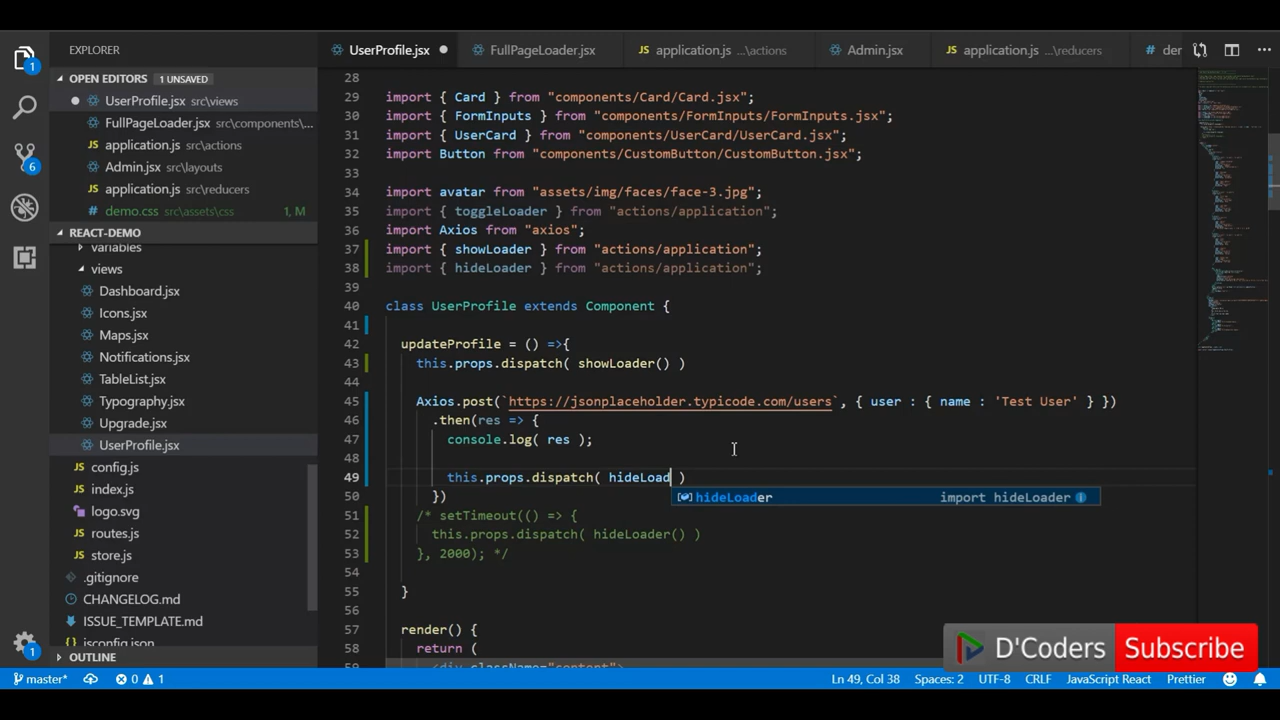 EXPLORER
UserProfile.jsx
FullPageLoader.jsx
application.js ...\actions
Admin.jsx
application.js ...\reducers
der
OPEN EDITORS 1 UNSAVED
UserProfile.jsx src\views
FullPageLoader.jsx src\components\...
application.js src\actions
Admin.jsx src\layouts
application.js src\reducers
demo.css src\assets\css 1, M
REACT-DEMO
variables
views
Dashboard.jsx
Icons.jsx
Maps.jsx
Notifications.jsx
TableList.jsx
Typography.jsx
Upgrade.jsx
UserProfile.jsx
config.js
index.js
logo.svg
routes.js
store.js
.gitignore
CHANGELOG.md
ISSUE_TEMPLATE.md
jsconfig.json
OUTLINE
1
6
1
28
29 import { Card } from "components/Card/Card.jsx";
30 import { FormInputs } from "components/FormInputs/FormInputs.jsx";
31 import { UserCard } from "components/UserCard/UserCard.jsx";
32 import Button from "components/CustomButton/CustomButton.jsx";
33
34 import avatar from "assets/img/faces/face-3.jpg";
35 import { toggleLoader } from "actions/application";
36 import Axios from "axios";
37 import { showLoader } from "actions/application";
38 import { hideLoader } from "actions/application";
39
40 class UserProfile extends Component {
41
42 updateProfile = () =>{
43 this.props.dispatch( showLoader() )
44
45 Axios.post(`https://jsonplaceholder.typicode.com/users`, { user : { name : 'Test User' } })
46 .then(res => {
47 console.log( res );
48
49 this.props.dispatch( hideLoad )
hideLoader import hideLoader
50 })
51 /* setTimeout(() => {
52 this.props.dispatch( hideLoader() )
53 }, 2000); */
54
55 }
56
57 render() {
58 return (
59 <div className="content">
D'Coders Subscribe
master* 0 1 Ln 49, Col 38 Spaces: 2 UTF-8 CRLF JavaScript React Prettier